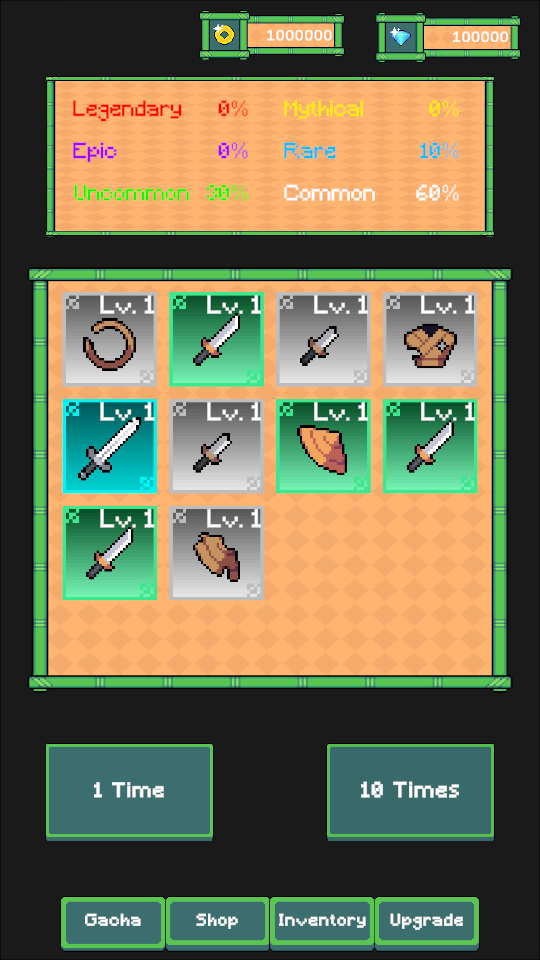 1000000 100000
Legendary 0% Mythical 0%
Epic 0% Rare 10%
Uncommon 30% Common 60%
Lv. 1 Lv. 1 Lv. 1 Lv. 1
Lv. 1 Lv. 1 Lv. 1 Lv. 1
Lv. 1 Lv. 1
1 Time 10 Times
Gacha Shop Inventory Upgrade